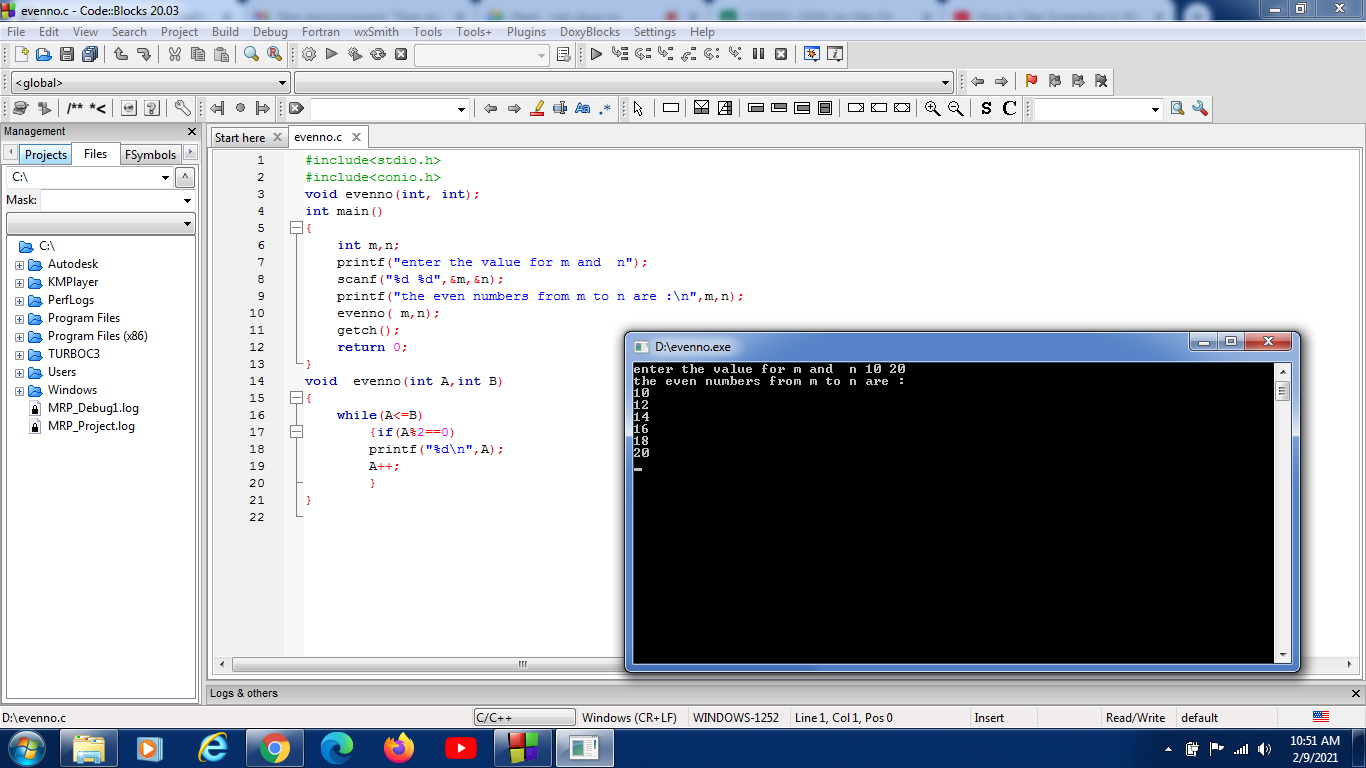 evenno.c - Code::Blocks 20.03
File Edit View Search Project Build Debug Fortran wxSmith Tools Tools+ Plugins DoxyBlocks Settings Help
<global>
/** *<
Aa .*
S C
Management
Projects Files FSymbols
C:\
Mask:
C:\
Autodesk
KMPlayer
PerfLogs
Program Files
Program Files (x86)
TURBOC3
Users
Windows
MRP_Debug1.log
MRP_Project.log
Start here evenno.c
1 #include<stdio.h>
2 #include<conio.h>
3 void evenno(int, int);
4 int main()
5 {
6 int m,n;
7 printf("enter the value for m and  n");
8 scanf("%d %d",&m,&n);
9 printf("the even numbers from m to n are :\n",m,n);
10 evenno( m,n);
11 getch();
12 return 0;
13 }
14 void  evenno(int A,int B)
15 {
16 while(A<=B)
17 {if(A%2==0)
18 printf("%d\n",A);
19 A++;
20 }
21 }
22
D:\evenno.exe
enter the value for m and  n 10 20
the even numbers from m to n are :
10
12
14
16
18
20
Logs & others
D:\evenno.c C/C++ Windows (CR+LF) WINDOWS-1252 Line 1, Col 1, Pos 0 Insert Read/Write default
10:51 AM
2/9/2021